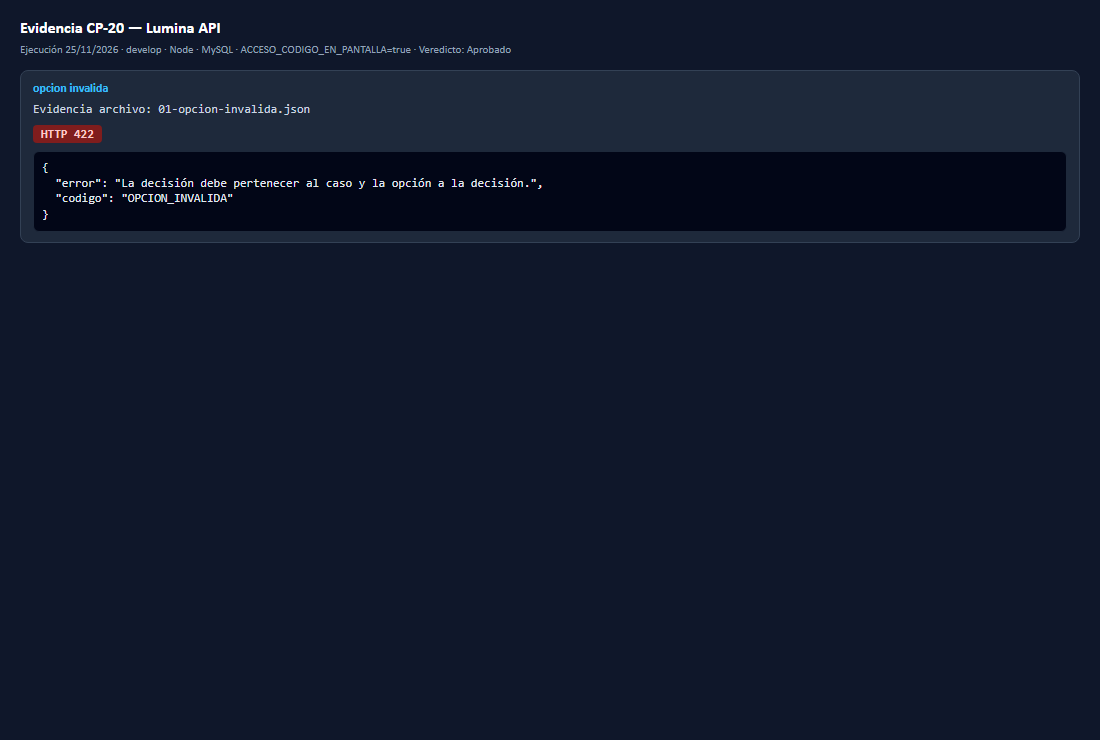 Evidencia CP-20 — Lumina API
Ejecución 25/11/2026 · develop · Node · MySQL · ACCESO_CODIGO_EN_PANTALLA=true · Veredicto: Aprobado
opcion invalida
Evidencia archivo: 01-opcion-invalida.json
HTTP 422
{
  "error": "La decisión debe pertenecer al caso y la opción a la decisión.",
  "codigo": "OPCION_INVALIDA"
}